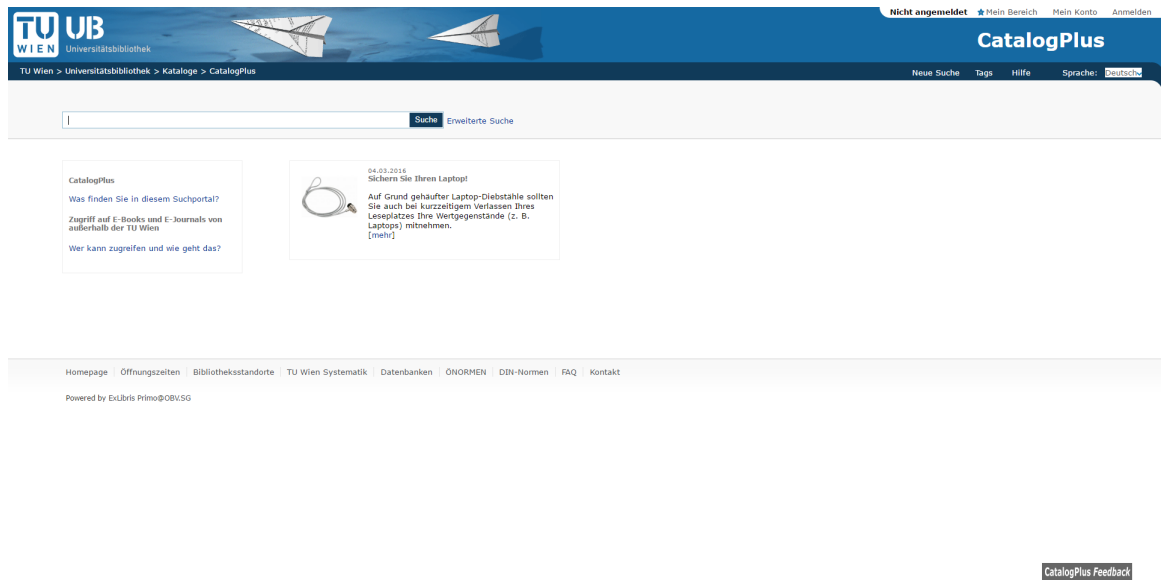 Nicht angemeldet Mein Bereich Mein Konto Anmelden
TU UB
WIEN Universitätsbibliothek
CatalogPlus
TU Wien > Universitätsbibliothek > Kataloge > CatalogPlus
Neue Suche Tags Hilfe Sprache: Deutsch
Suche Erweiterte Suche
CatalogPlus
Was finden Sie in diesem Suchportal?
Zugriff auf E-Books und E-Journals von
außerhalb der TU Wien
Wer kann zugreifen und wie geht das?
04.03.2016
Sichern Sie Ihren Laptop!
Auf Grund gehäufter Laptop-Diebstähle sollten
Sie auch bei kurzzeitigem Verlassen Ihres
Leseplatzes Ihre Wertgegenstände (z. B.
Laptops) mitnehmen.
[mehr]
Homepage Öffnungszeiten Bibliotheksstandorte TU Wien Systematik Datenbanken ÖNORMEN DIN-Normen FAQ Kontakt
Powered by ExLibris Primo@OBV.SG
CatalogPlus Feedback